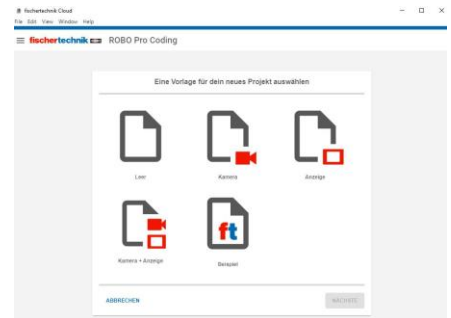 fischertechnik Cloud
File Edit View Window Help
fischertechnik ROBO Pro Coding
Eine Vorlage für dein neues Projekt auswählen
Leer Kamera Anzeige
ft
Kamera + Anzeige Beispiel
ABBRECHEN NÄCHSTE